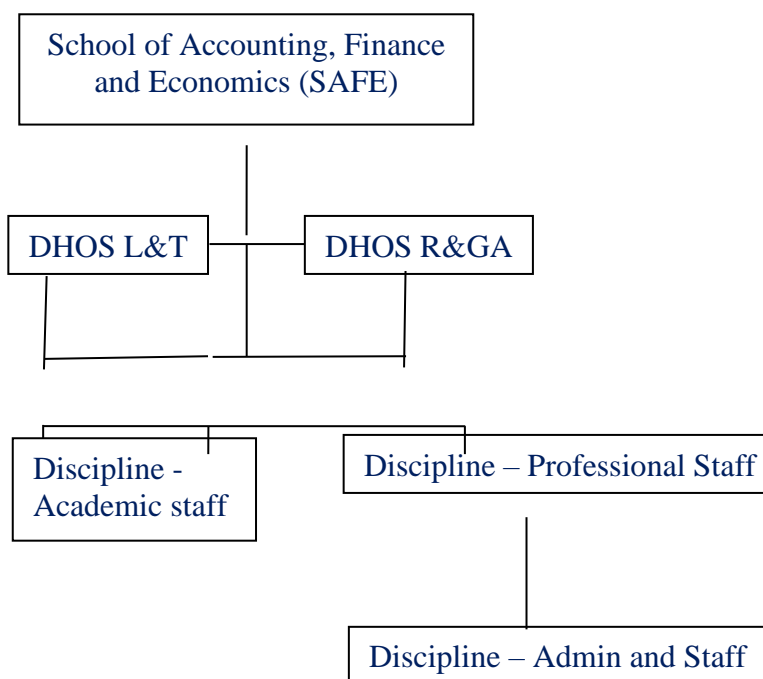 School of Accounting, Finance
and Economics (SAFE)
DHOS L&T
DHOS R&GA
Discipline -
Academic staff
Discipline – Professional Staff
Discipline – Admin and Staff